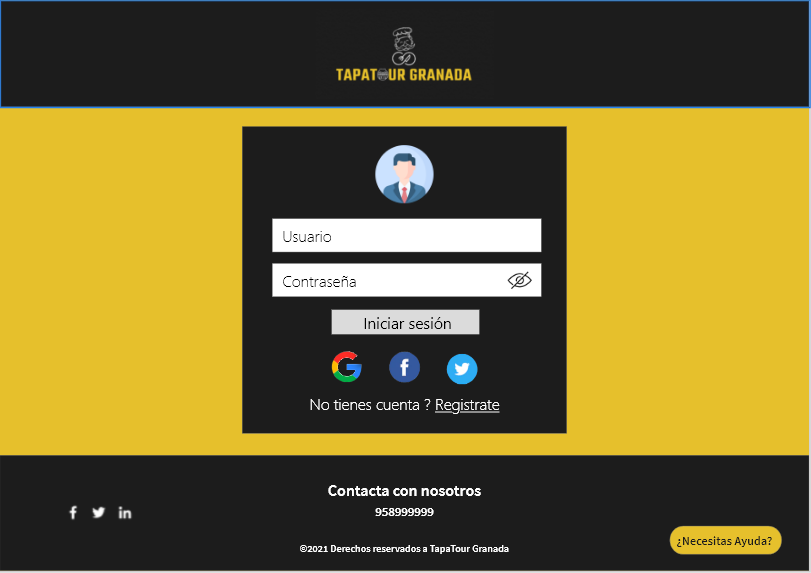 TAPATOUR GRANADA
Usuario
Contraseña
Iniciar sesión
No tienes cuenta ? Registrate
Contacta con nosotros
958999999
©2021 Derechos reservados a TapaTour Granada
¿Necesitas Ayuda?